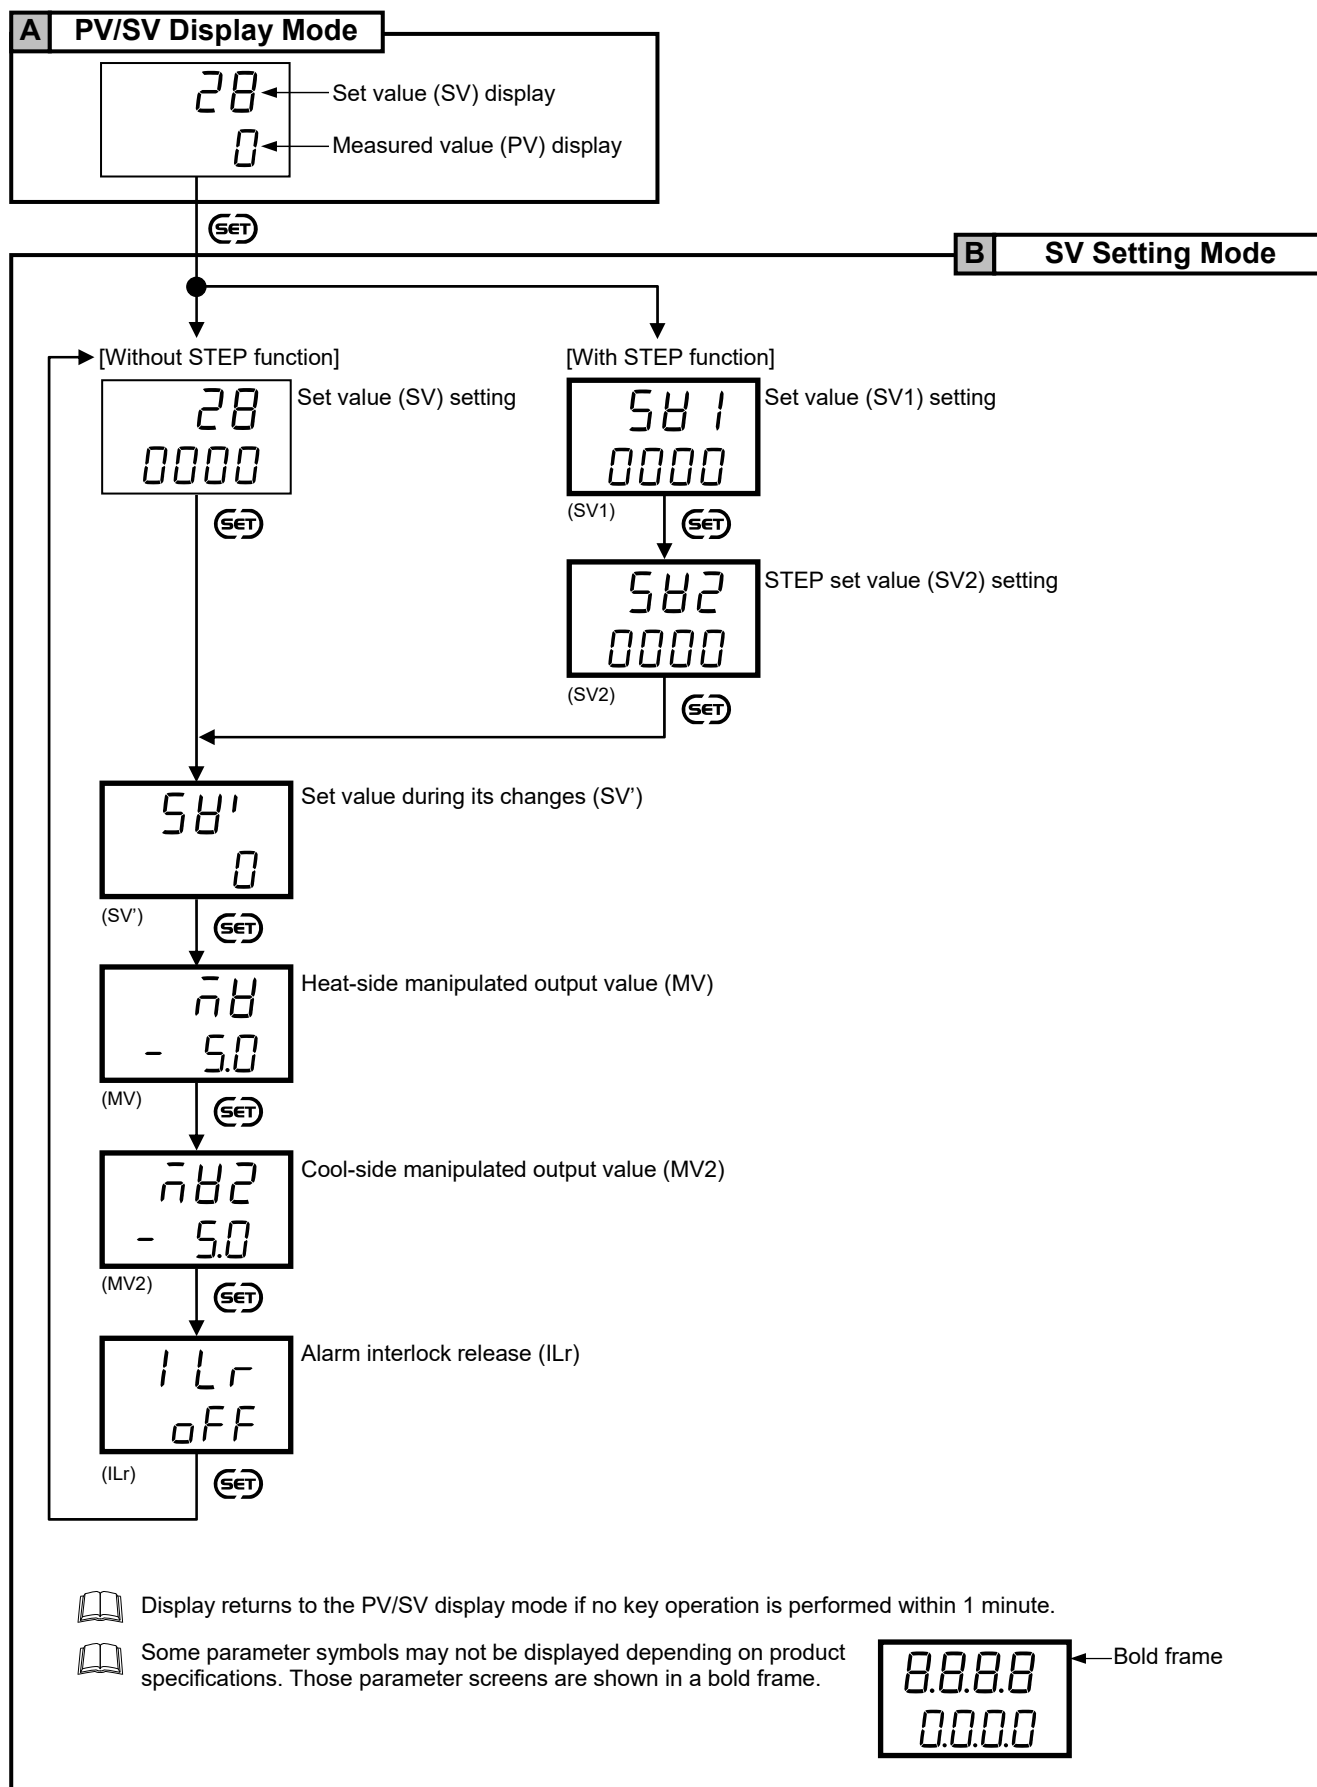 A PV/SV Display Mode
28 Set value (SV) display
0 Measured value (PV) display
SET
B SV Setting Mode
[Without STEP function]
28 Set value (SV) setting
0000
SET
[With STEP function]
SV1 Set value (SV1) setting
0000
(SV1) SET
SV2 STEP set value (SV2) setting
0000
(SV2) SET
SV' Set value during its changes (SV’)
0
(SV’) SET
MV Heat-side manipulated output value (MV)
- 5.0
(MV) SET
MV2 Cool-side manipulated output value (MV2)
- 5.0
(MV2) SET
ILr Alarm interlock release (ILr)
oFF
(ILr) SET
Display returns to the PV/SV display mode if no key operation is performed within 1 minute.
Some parameter symbols may not be displayed depending on product
specifications. Those parameter screens are shown in a bold frame.
8.8.8.8 Bold frame
0.0.0.0